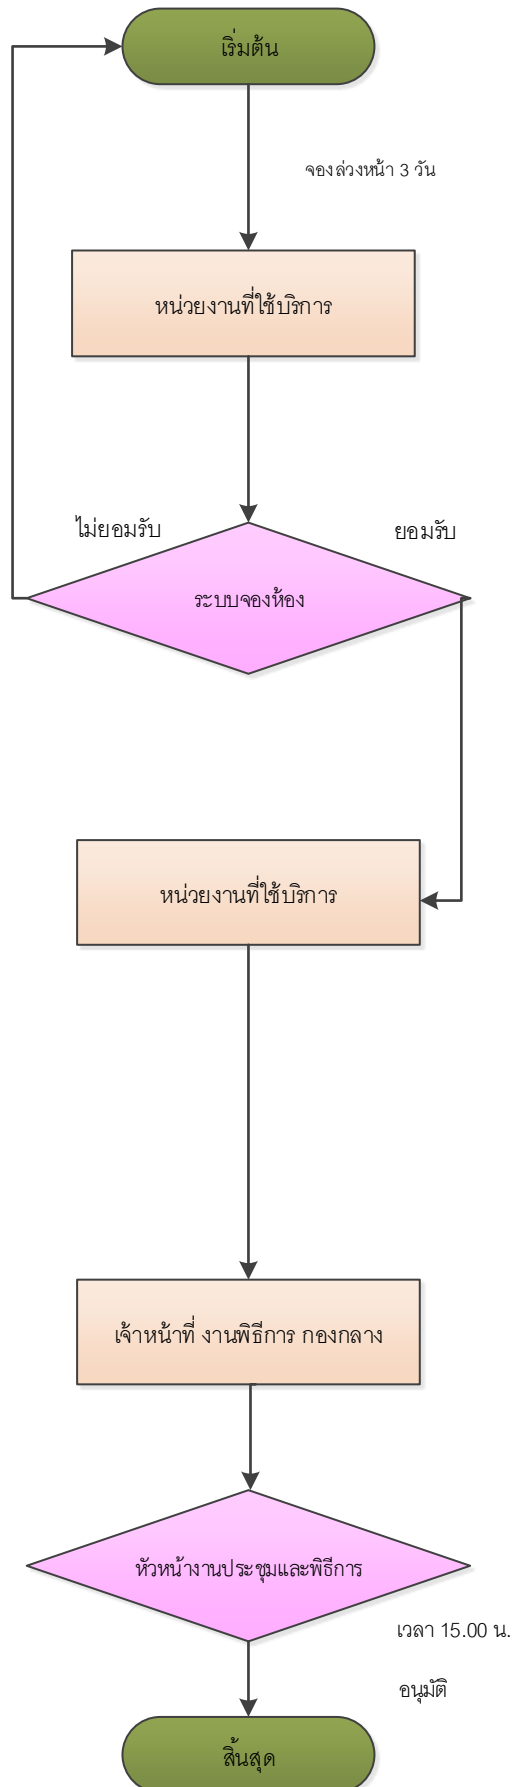 เริ่มต้น
จองล่วงหน้า 3 วัน
หน่วยงานที่ใช้บริการ
ไม่ยอมรับ
ยอมรับ
ระบบจองห้อง
หน่วยงานที่ใช้บริการ
เจ้าหน้าที่ งานพิธีการ กองกลาง
หัวหน้างานประชุมและพิธีการ
เวลา 15.00 น.
อนุมัติ
สิ้นสุด